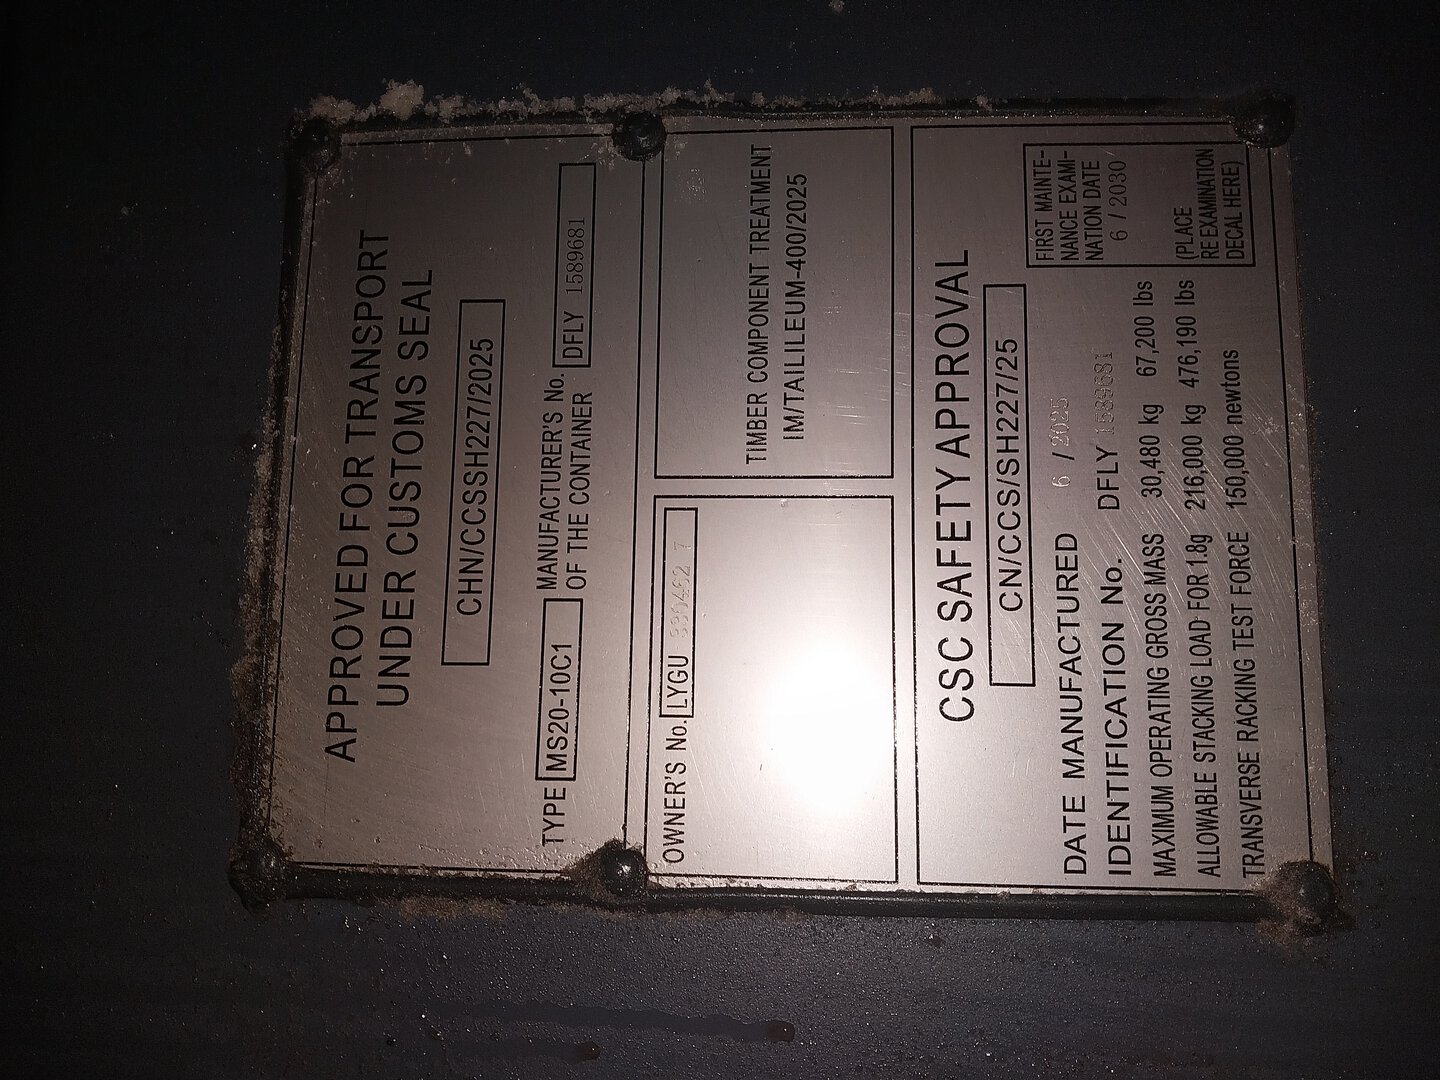 APPROVED FOR TRANSPORT
UNDER CUSTOMS SEAL
CHN/CCSSH227/2025
TYPE MS20-10C1 MANUFACTURER'S No.
OF THE CONTAINER DFLY 1589681
OWNER'S No. LYGU
TIMBER COMPONENT TREATMENT
IM/TAILILEUM-400/2025
CSC SAFETY APPROVAL
CN/CCS/SH227/25
DATE MANUFACTURED 6 / 2025
IDENTIFICATION No. DFLY 1589681
MAXIMUM OPERATING GROSS MASS 30,480 kg 67,200 lbs
ALLOWABLE STACKING LOAD FOR 1.8g 216,000 kg 476,190 lbs
TRANSVERSE RACKING TEST FORCE 150,000 newtons
FIRST MAINTE-
NANCE EXAMI-
NATION DATE
6 / 2030
(PLACE
REEXAMINATION
DECAL HERE)